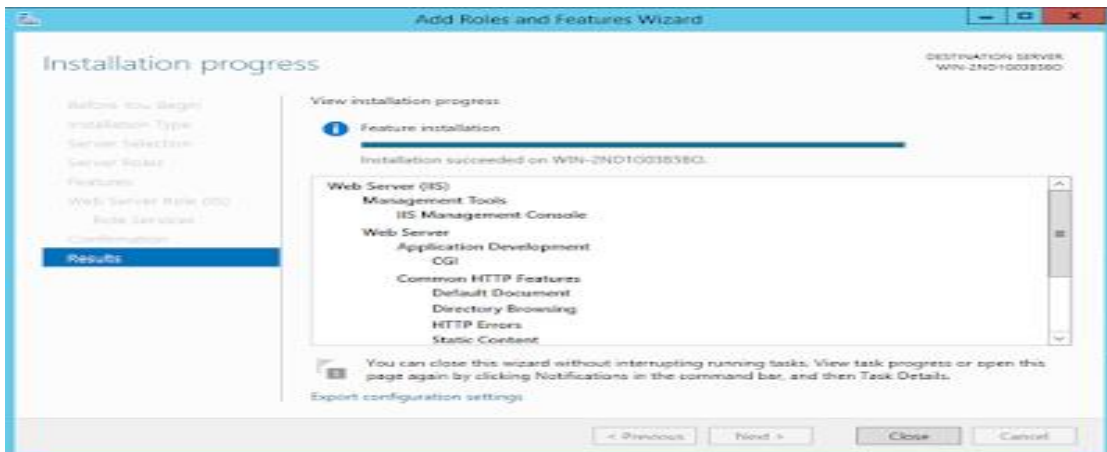 Add Roles and Features Wizard
Installation progress
DESTINATION SERVER
Before You Begin
Installation Type
Server Selection
Server Roles
Features
Web Server Role (IIS)
Role Services
Confirmation
Results
View installation progress
Feature installation
Installation succeeded on
Web Server (IIS)
Management Tools
IIS Management Console
Web Server
Application Development
CGI
Common HTTP Features
Default Document
Directory Browsing
HTTP Errors
Static Content
You can close this wizard without interrupting running tasks. View task progress or open this
page again by clicking Notifications in the command bar, and then Task Details.
Export configuration settings
< Previous
Next >
Close
Cancel